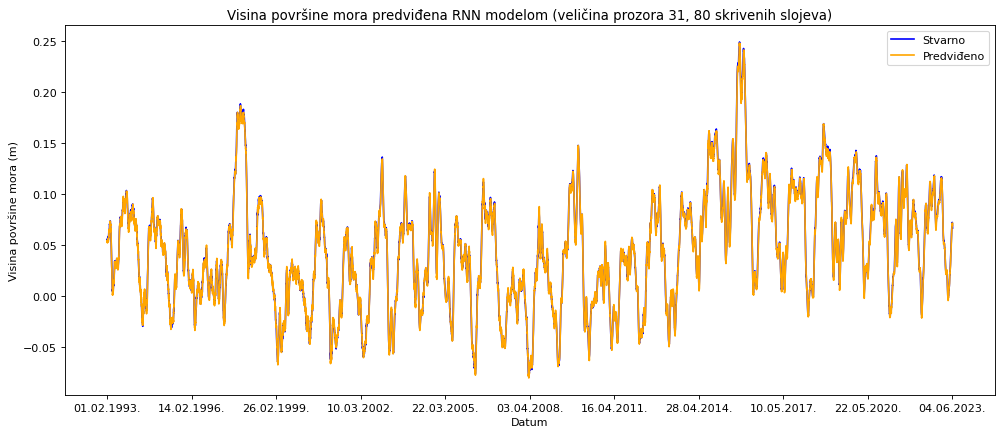 Visina površine mora predviđena RNN modelom (veličina prozora 31, 80 skrivenih slojeva)
Stvarno
Predviđeno
Visina površine mora (m)
0.25
0.20
0.15
0.10
0.05
0.00
−0.05
01.02.1993. 14.02.1996. 26.02.1999. 10.03.2002. 22.03.2005. 03.04.2008. 16.04.2011. 28.04.2014. 10.05.2017. 22.05.2020. 04.06.2023.
Datum